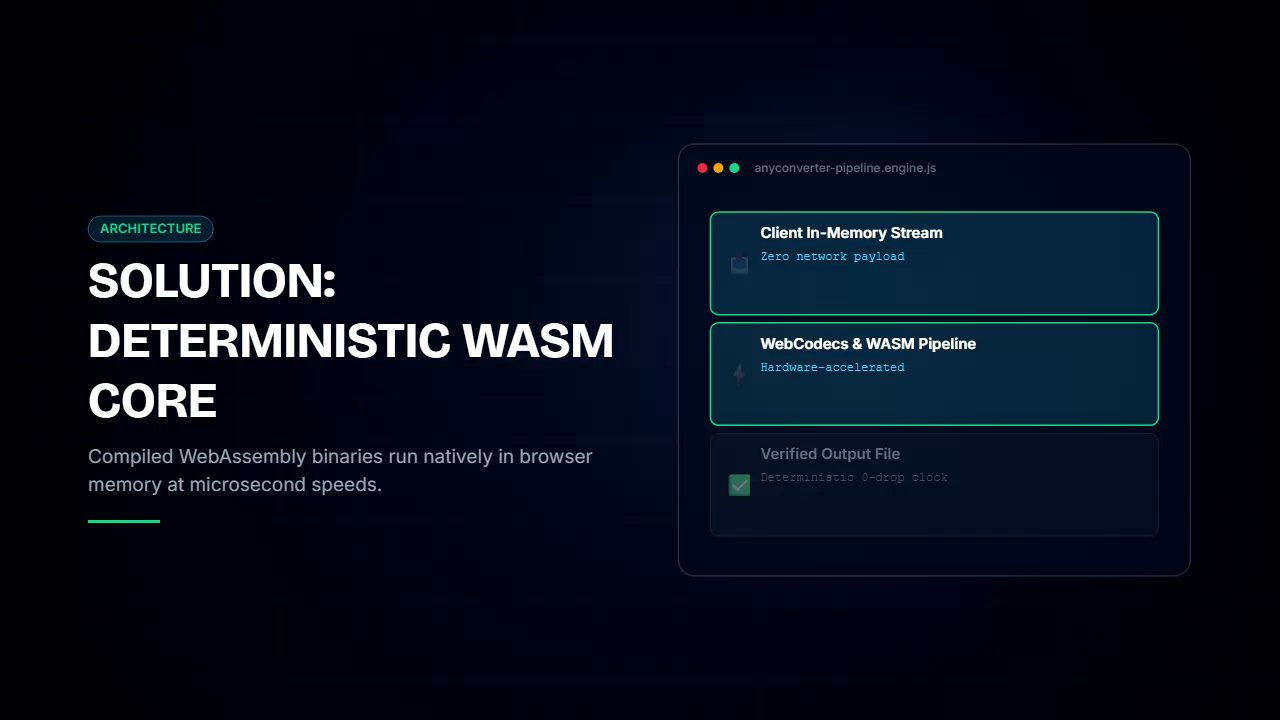 ARCHITECTURE
SOLUTION:
DETERMINISTIC WASM
CORE
Compiled WebAssembly binaries run natively in browser
memory at microsecond speeds.
anyconverter-pipeline.engine.js
Client In-Memory Stream
Zero network payload
WebCodecs & WASM Pipeline
Hardware-accelerated
Verified Output File
Deterministic 0-drop clock